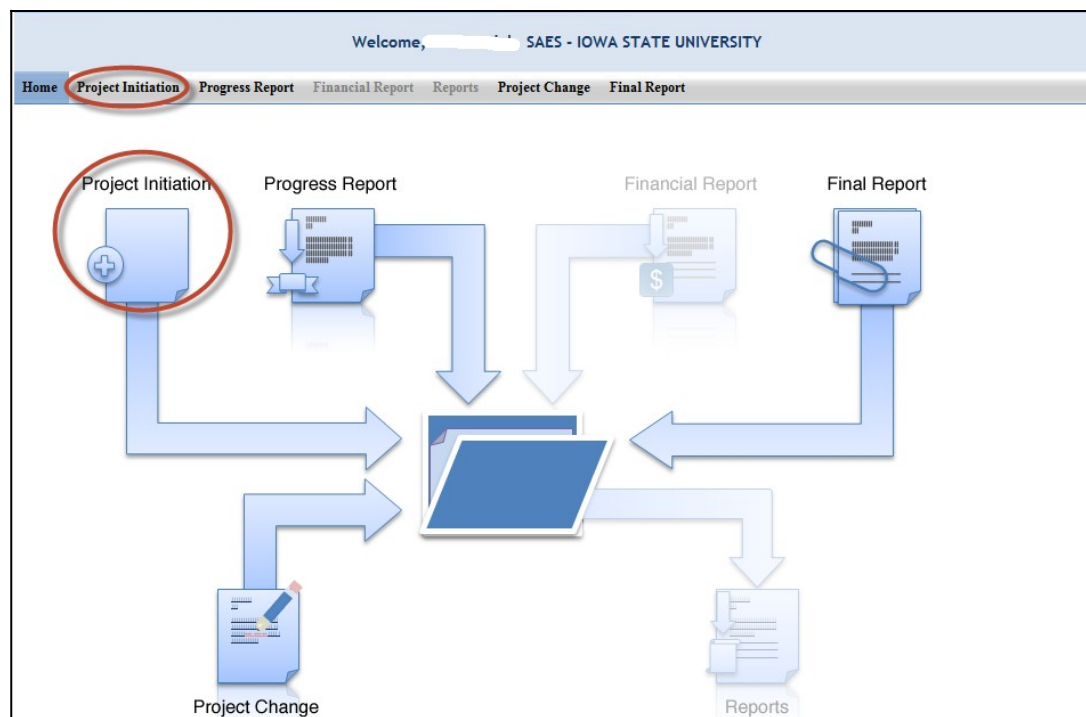 Welcome, SAES - IOWA STATE UNIVERSITY
Home Project Initiation Progress Report Financial Report Reports Project Change Final Report
Project Initiation Progress Report Financial Report Final Report
$
Project Change Reports